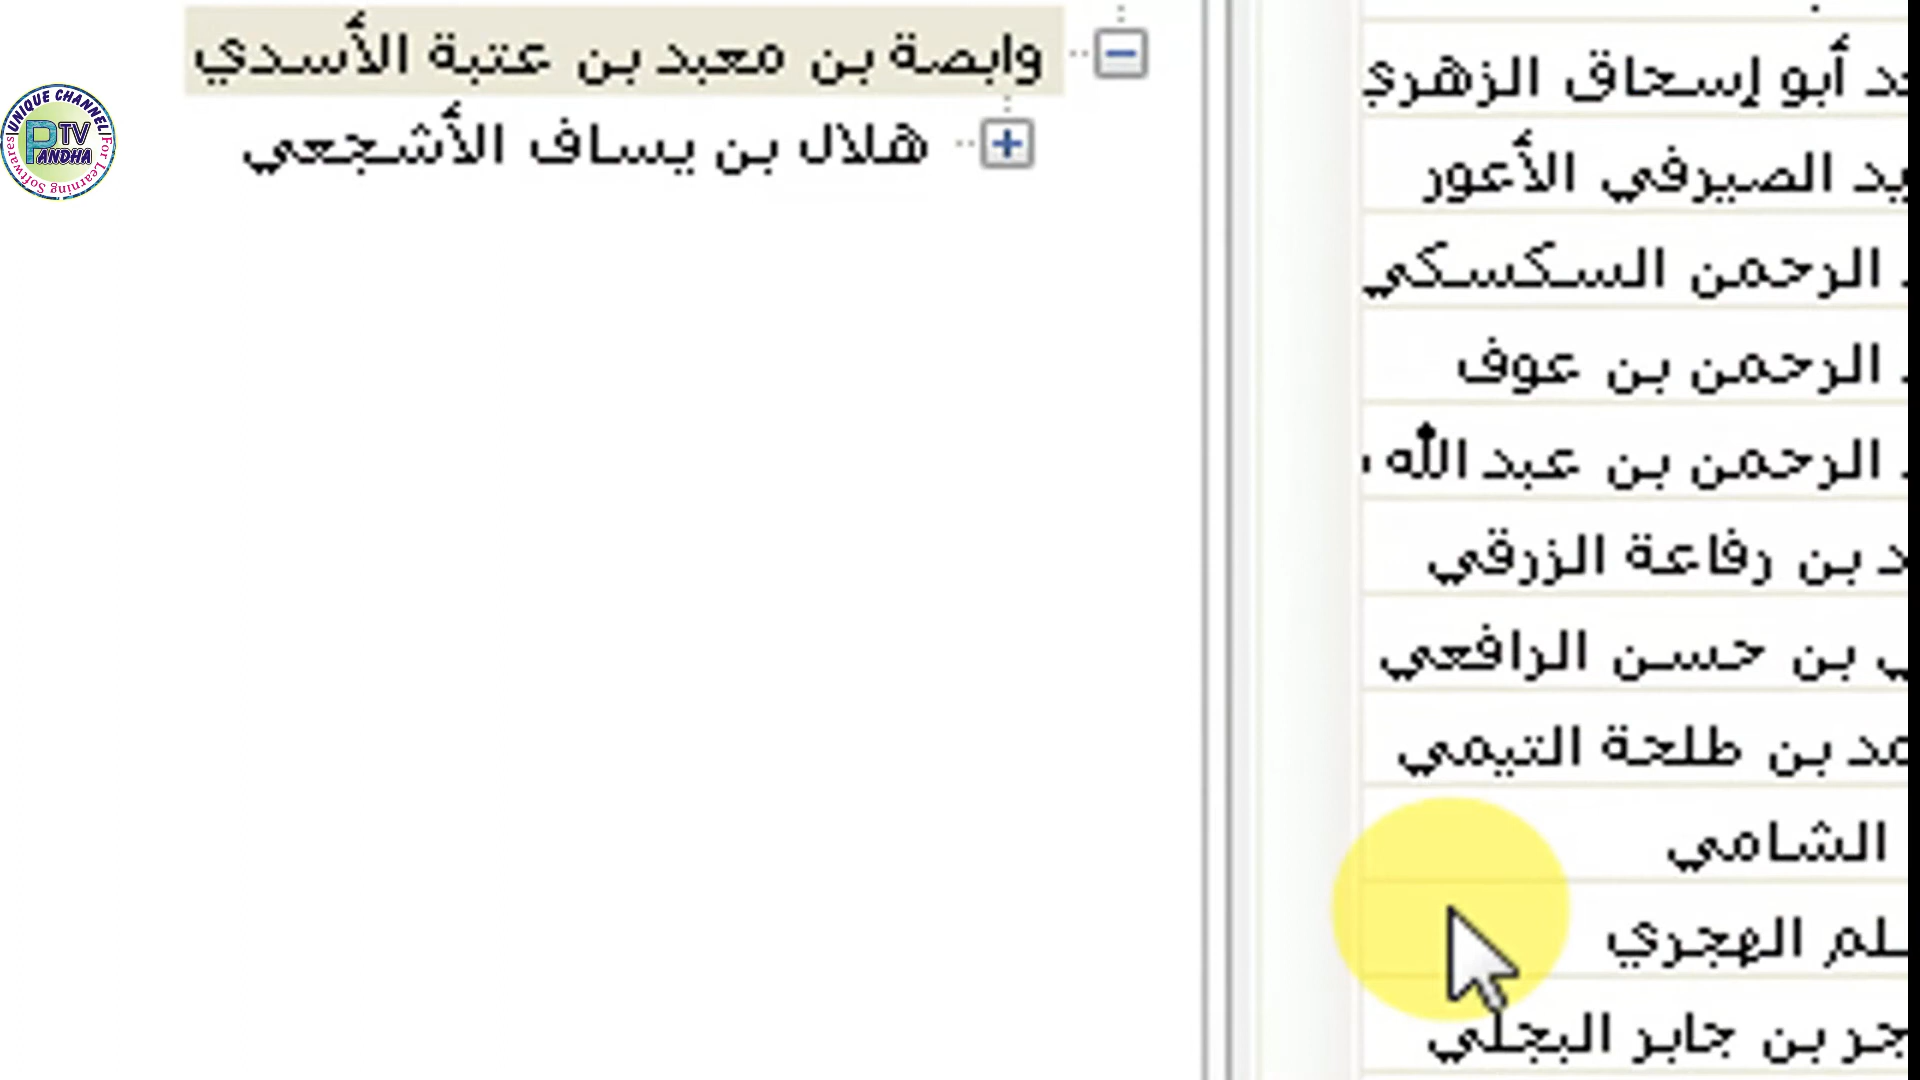 وابصة بن معبد بن عتبة الأسدي
هلال بن يساف الأشجعي
أبو إسحاق الزهري
الصيرفي الأعور
الرحمن السكسكي
الرحمن بن عوف
الرحمن بن عبد الله
بن رفاعة الزرقي
بن حسن الرافعي
بن طلحة التيمي
الشامي
الهجري
بن جابر البجلي
UNIQUE CHANNEL
PTV
PANDHA
For Learning Softwares